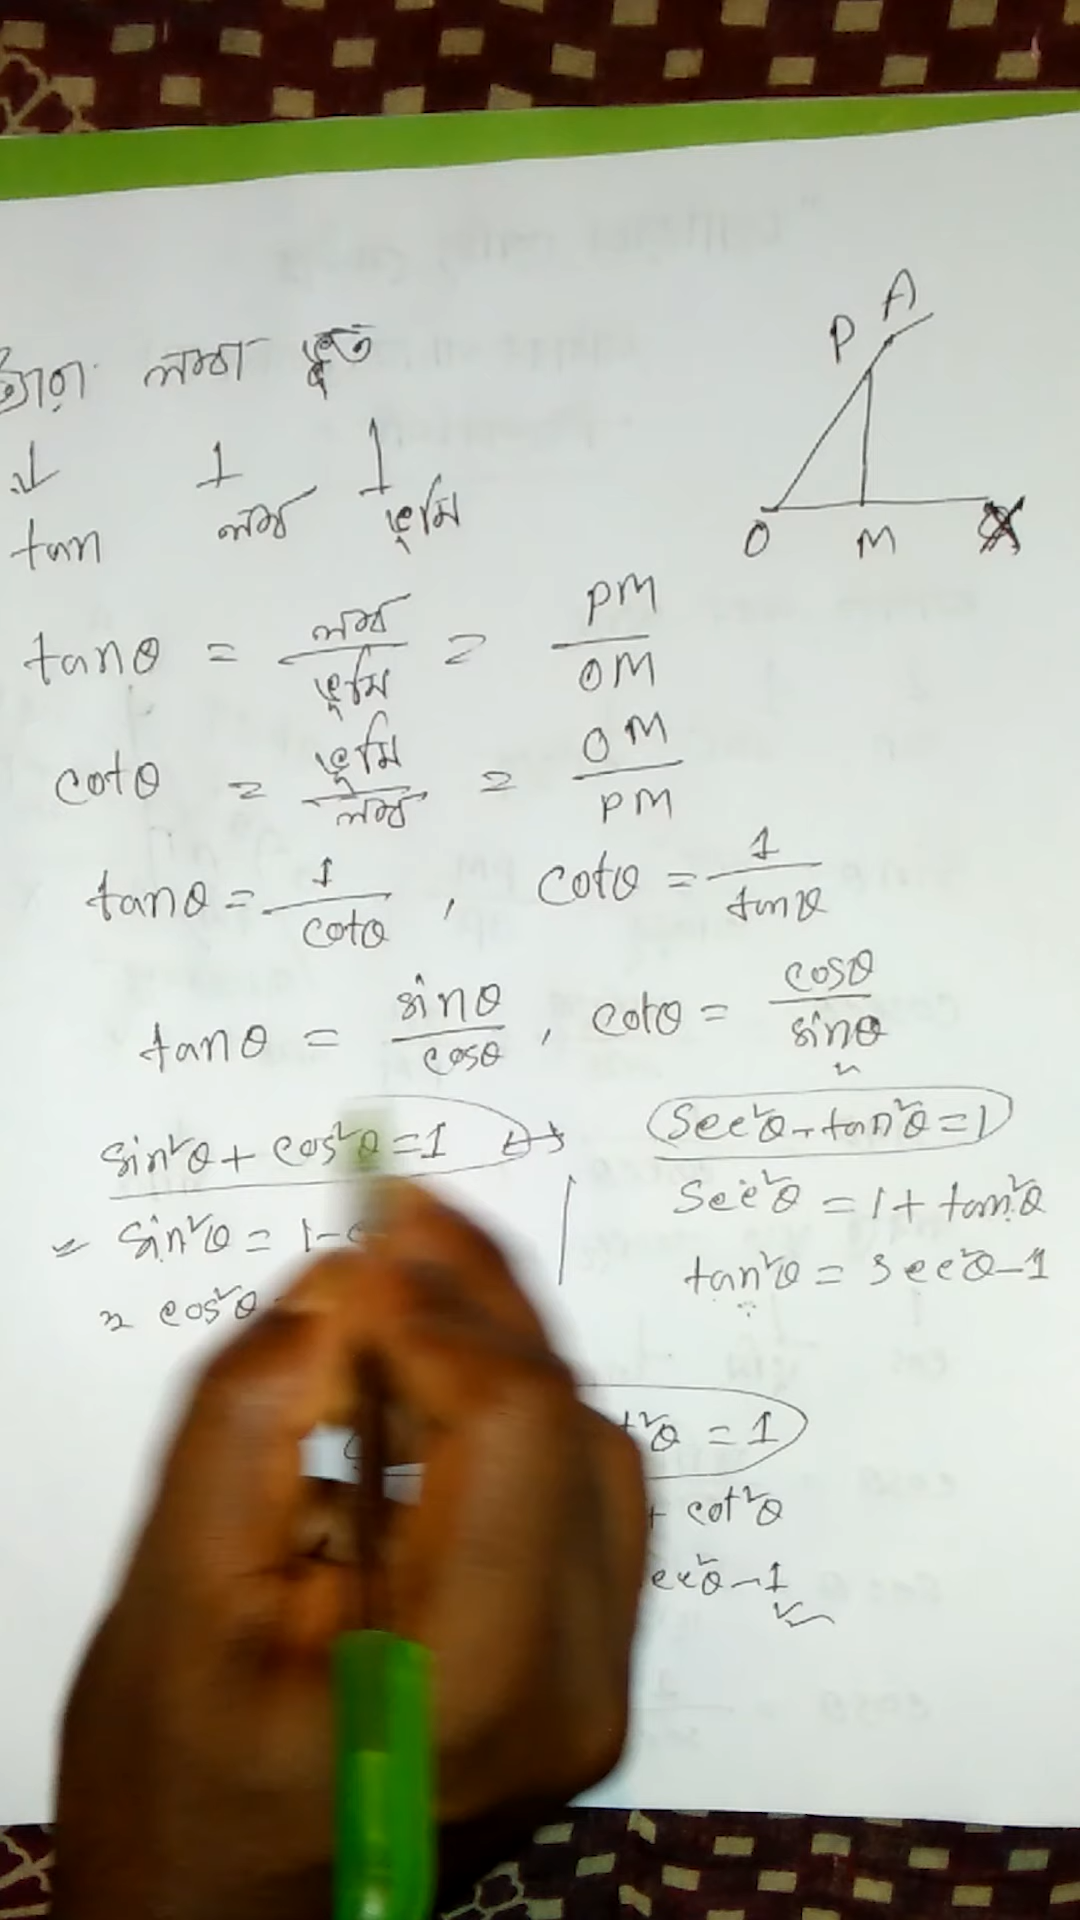 লম্বা ভূত
A
P
tan লম্ব ভূমি
O M
tanθ = লম্ব/ভূমি = PM/OM
cotθ = ভূমি/লম্ব = OM/PM
tanθ = 1/cotθ , cotθ = 1/tanθ
tanθ = sinθ/cosθ , cotθ = cosθ/sinθ
sin²θ + cos²θ = 1 ↔ sec²θ - tan²θ = 1
sin²θ = 1 - sec²θ = 1 + tan²θ
cos²θ tan²θ = sec²θ - 1
t²θ = 1
+ cot²θ
ec²θ - 1